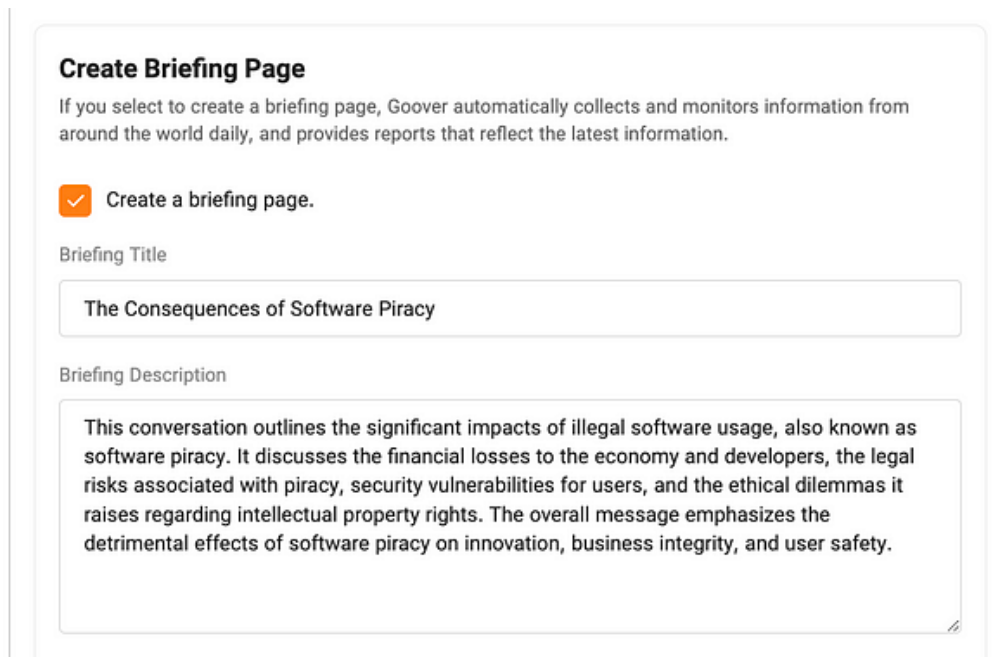 Create Briefing Page
If you select to create a briefing page, Goover automatically collects and monitors information from
around the world daily, and provides reports that reflect the latest information.
Create a briefing page.
Briefing Title
The Consequences of Software Piracy
Briefing Description
This conversation outlines the significant impacts of illegal software usage, also known as
software piracy. It discusses the financial losses to the economy and developers, the legal
risks associated with piracy, security vulnerabilities for users, and the ethical dilemmas it
raises regarding intellectual property rights. The overall message emphasizes the
detrimental effects of software piracy on innovation, business integrity, and user safety.